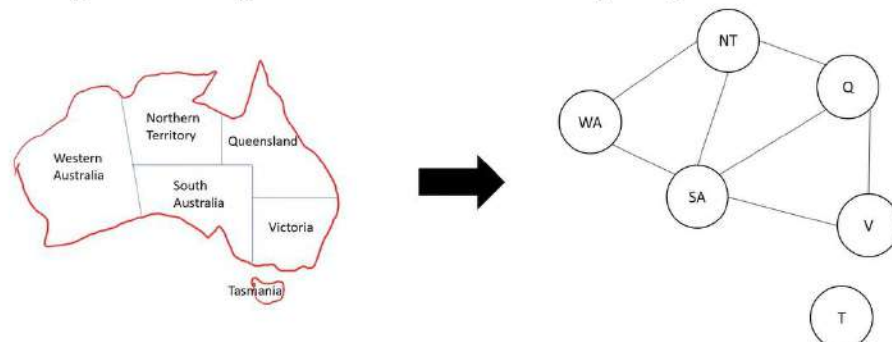 Northern
Territory
Western
Australia
Queensland
South
Australia
Victoria
Tasmania
NT
Q
WA
SA
V
T